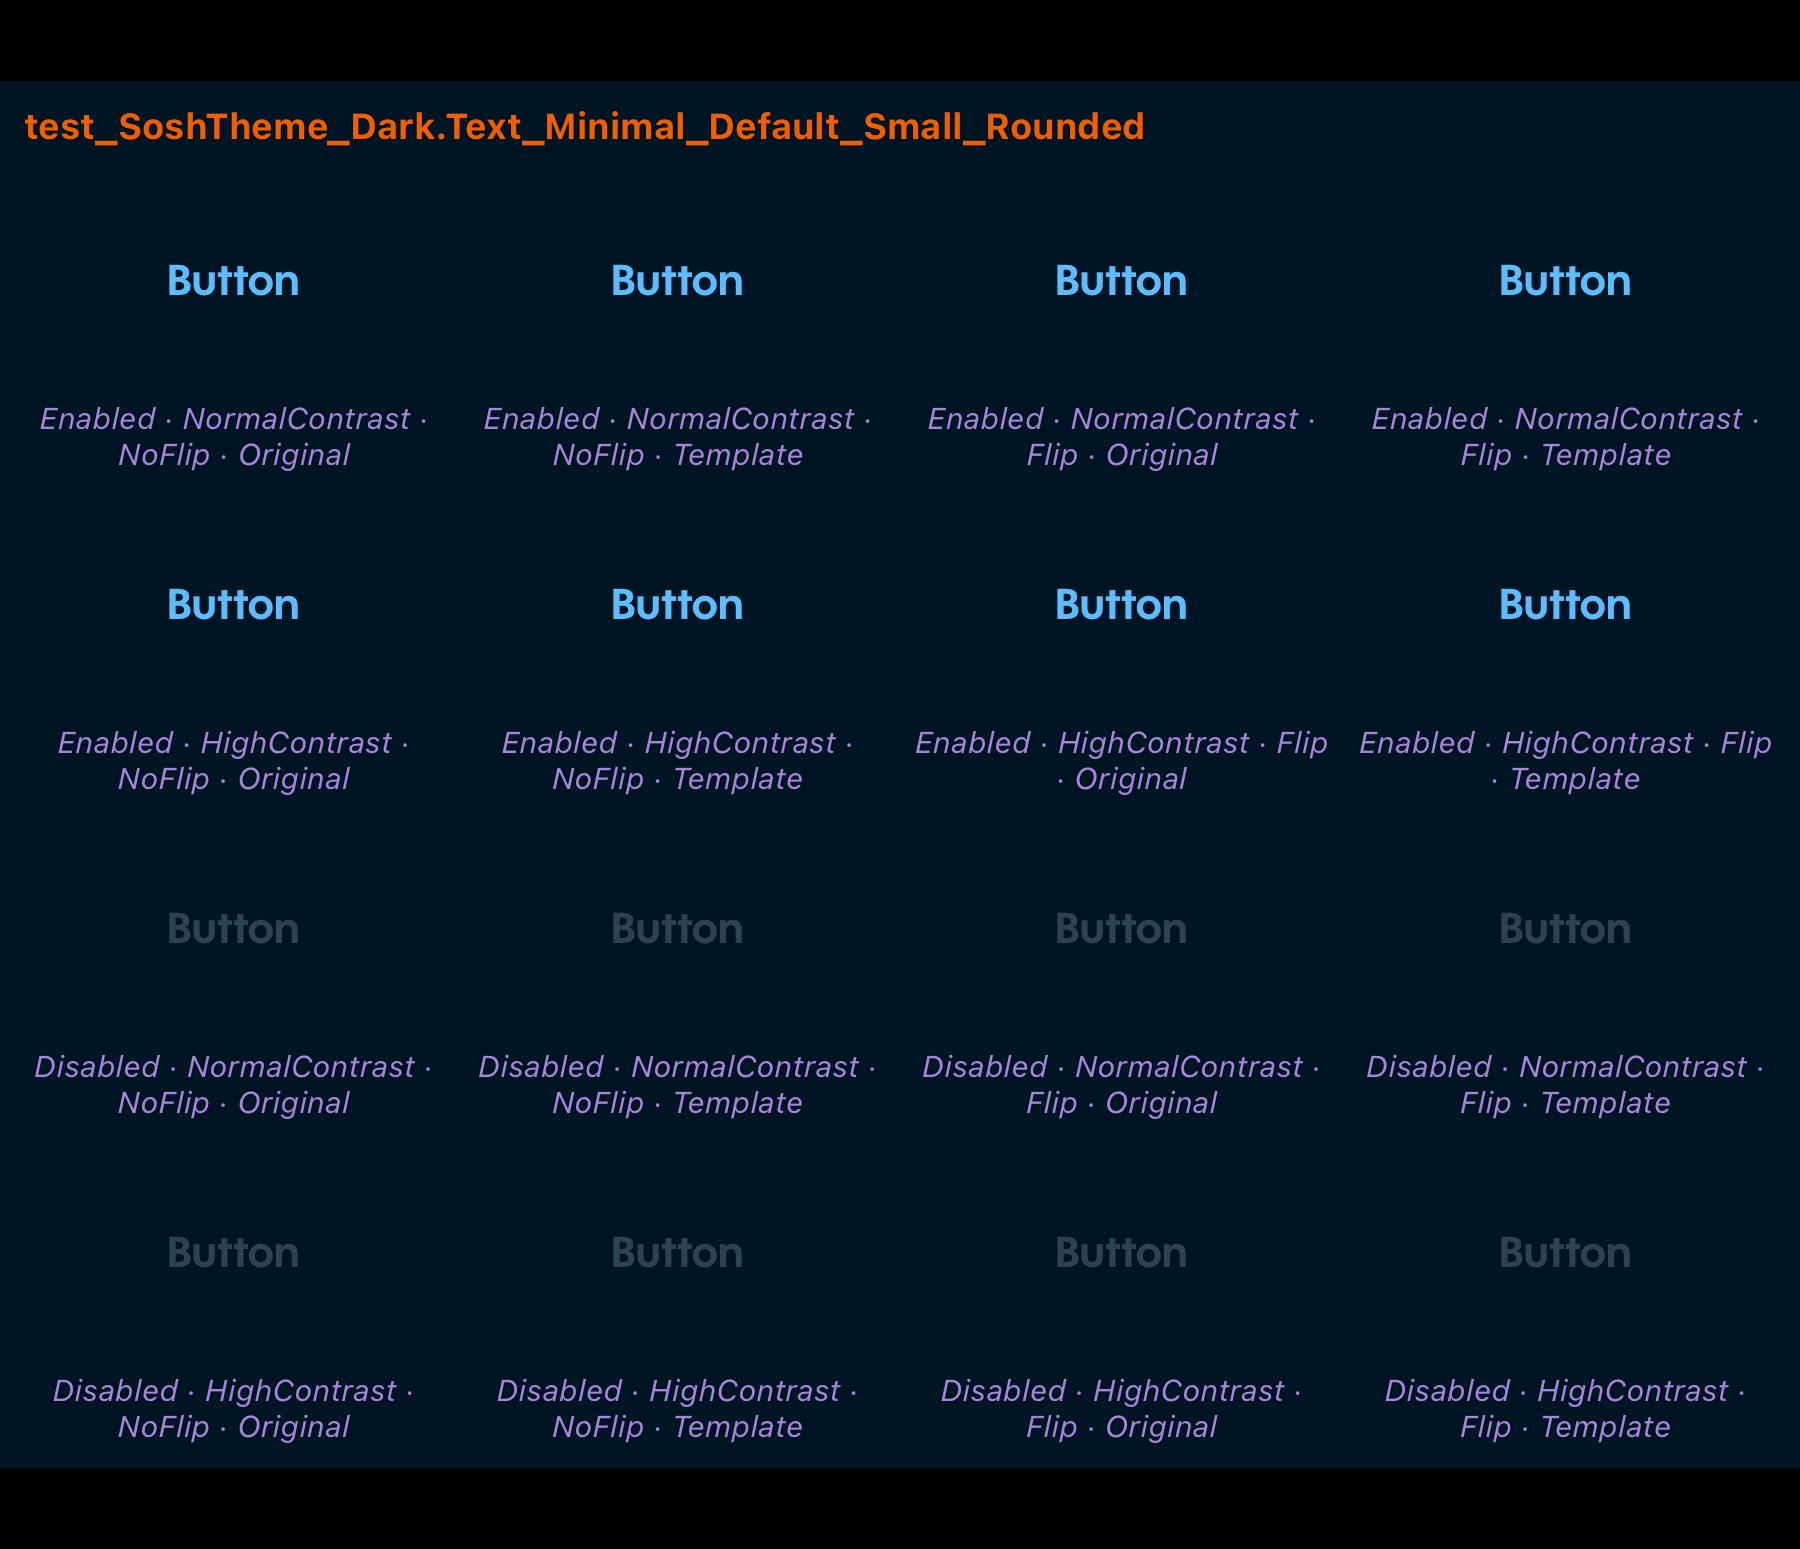 test_SoshTheme_Dark.Text_Minimal_Default_Small_Rounded
Button
Button
Button
Button
Enabled · NormalContrast ·
NoFlip · Original
Enabled · NormalContrast ·
NoFlip · Template
Enabled · NormalContrast ·
Flip · Original
Enabled · NormalContrast ·
Flip · Template
Button
Button
Button
Button
Enabled · HighContrast ·
NoFlip · Original
Enabled · HighContrast ·
NoFlip · Template
Enabled · HighContrast · Flip
· Original
Enabled · HighContrast · Flip
· Template
Button
Button
Button
Button
Disabled · NormalContrast ·
NoFlip · Original
Disabled · NormalContrast ·
NoFlip · Template
Disabled · NormalContrast ·
Flip · Original
Disabled · NormalContrast ·
Flip · Template
Button
Button
Button
Button
Disabled · HighContrast ·
NoFlip · Original
Disabled · HighContrast ·
NoFlip · Template
Disabled · HighContrast ·
Flip · Original
Disabled · HighContrast ·
Flip · Template